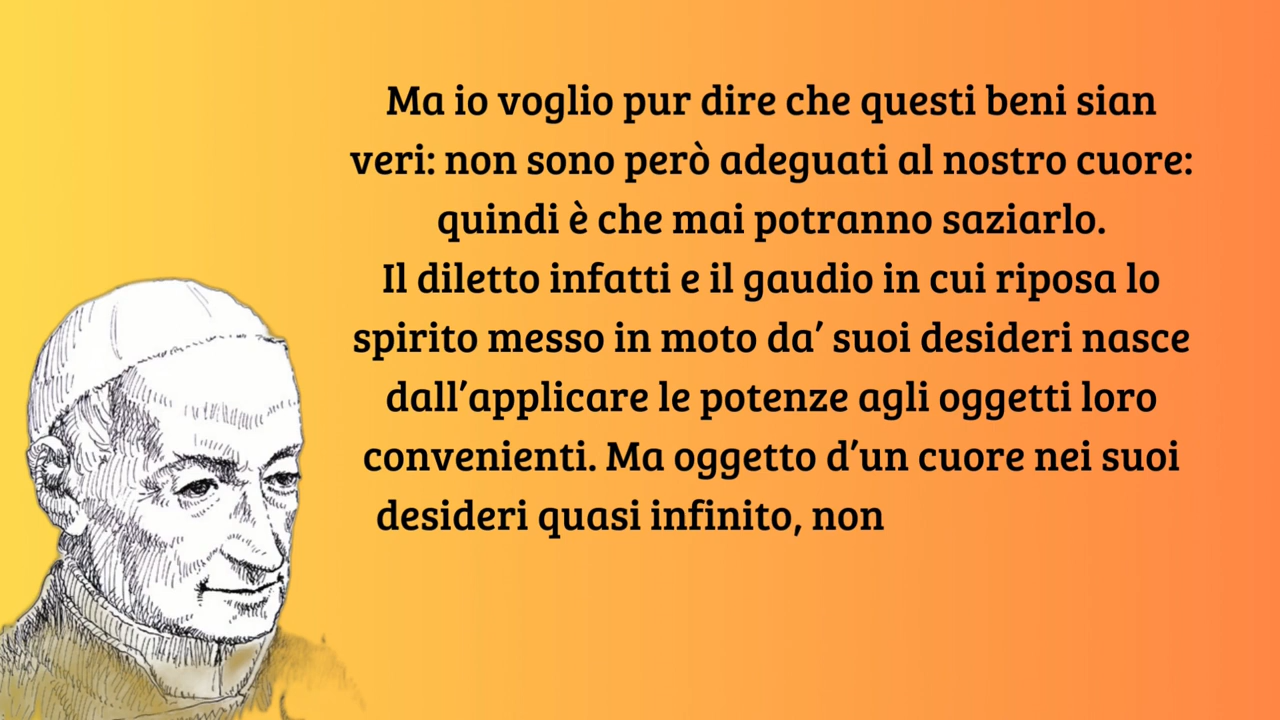 Ma io voglio pur dire che questi beni sian
veri: non sono però adeguati al nostro cuore:
quindi è che mai potranno saziarlo.
Il diletto infatti e il gaudio in cui riposa lo
spirito messo in moto da’ suoi desideri nasce
dall’applicare le potenze agli oggetti loro
convenienti. Ma oggetto d’un cuore nei suoi
desideri quasi infinito, non